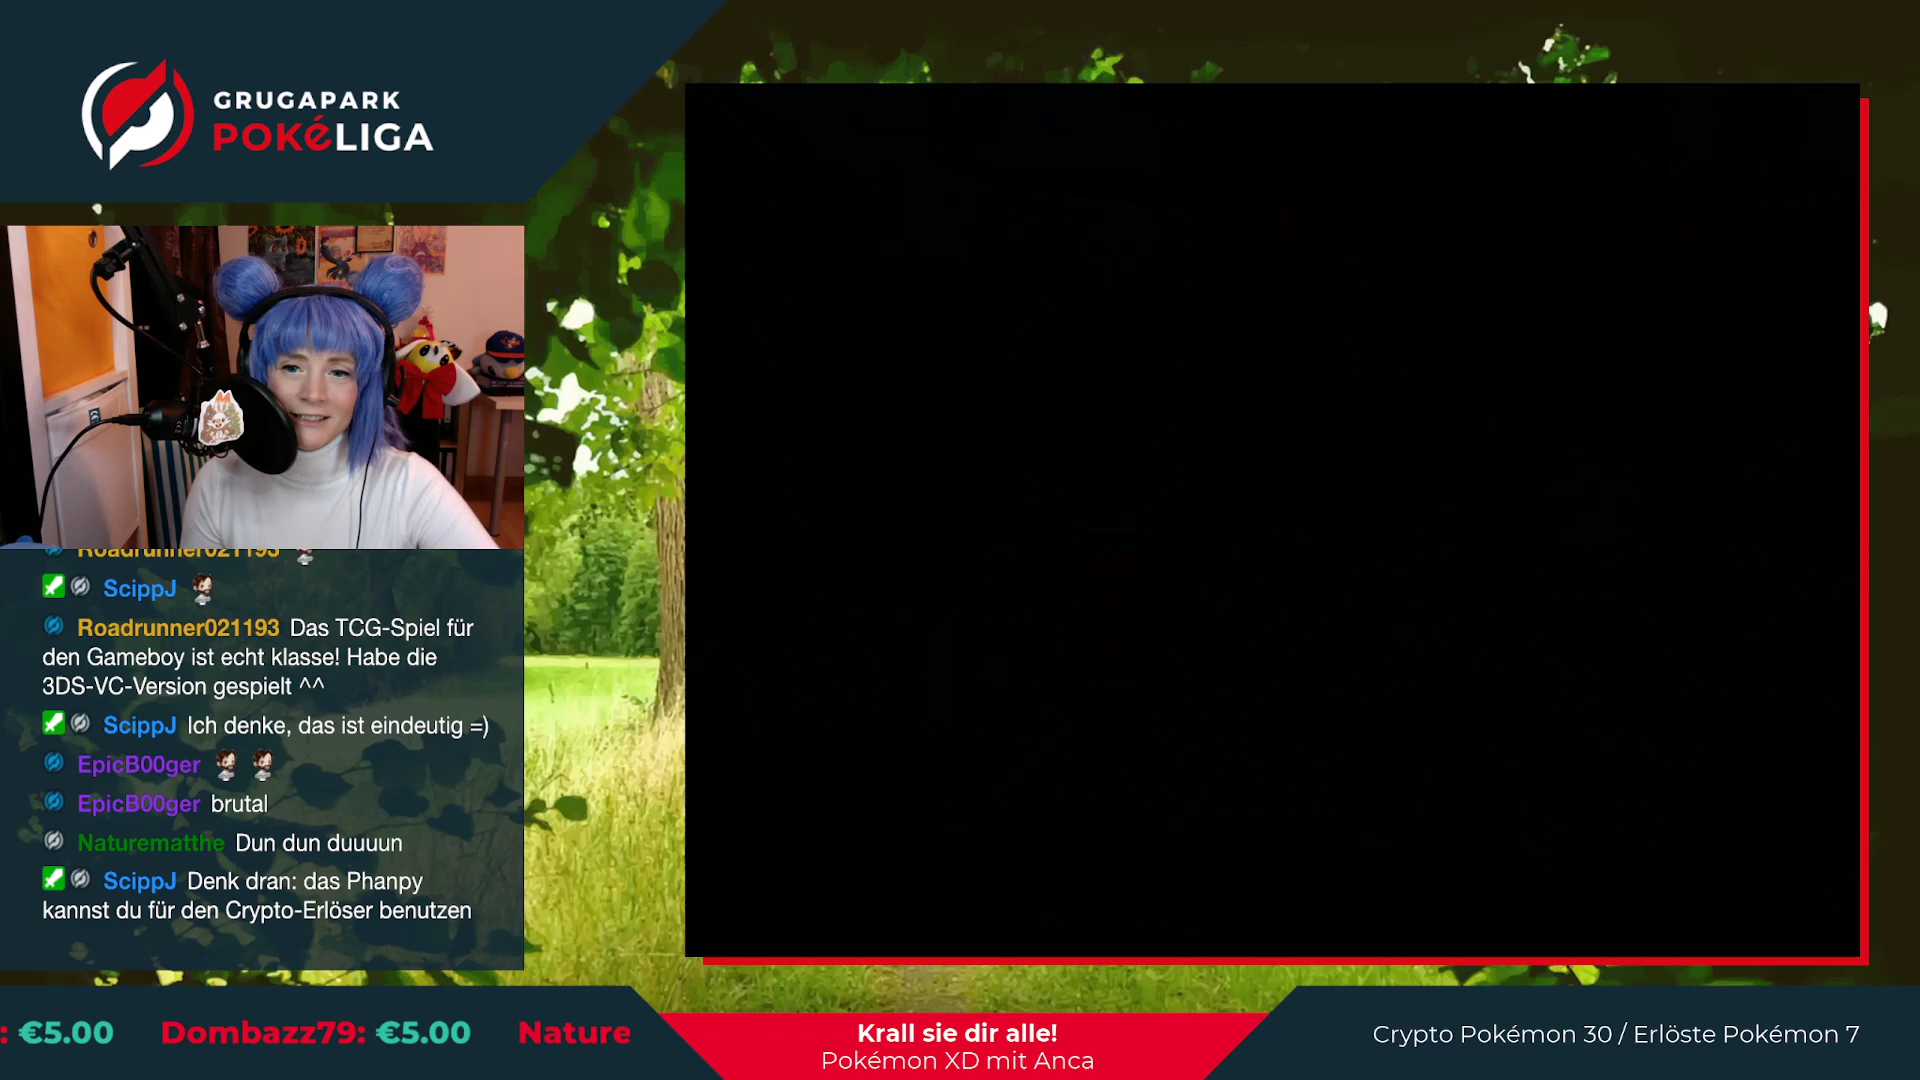 GRUGAPARK
POKéLIGA
Roadrunner021193
ScippJ
Roadrunner021193 Das TCG-Spiel für
den Gameboy ist echt klasse! Habe die
3DS-VC-Version gespielt ^^
ScippJ Ich denke, das ist eindeutig =)
EpicB00ger
EpicB00ger brutal
Naturematthe Dun dun duuuun
ScippJ Denk dran: das Phanpy
kannst du für den Crypto-Erlöser benutzen
: €5.00 Dombazz79: €5.00 Nature
Krall sie dir alle!
Pokémon XD mit Anca
Crypto Pokémon 30 / Erlöste Pokémon 7